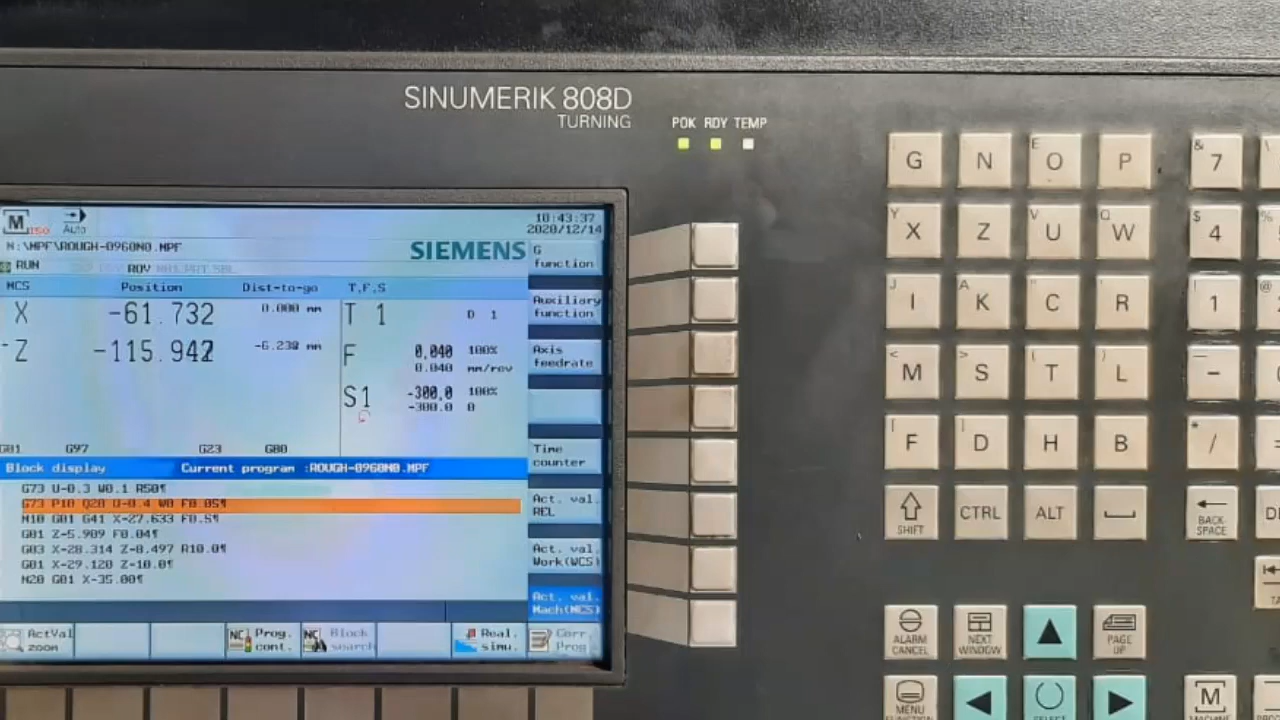 SINUMERIK 808D
TURNING
POK RDY TEMP
M ISO
Auto
10:43:37
2020/12/14
N:\MPF\ROUGH-0960N0.MPF
SIEMENS
RUN
ROV
MCS Position Dist-to-go T,F,S
X -61.732 0.000 mm
Z -115.942 mm
T 1 D 1
F 0.040 100%
0.040 mm/rev
S1 -300.0 100%
-300.0 0
G01 G97 G23 G80
Block display Current program :ROUGH-0960N0.MPF
G73 U-0.3 W0.1 R50¶
G73 P10 Q20 U-0.4 W0 F0.05¶
N10 G01 G41 X-27.633 F0.5¶
G01 Z-5.909 F0.04¶
G03 X-28.314 Z-8.497 R10.0¶
G01 X-29.120 Z-10.0¶
N20 G01 X-35.00¶
G function
Auxiliary function
Axis feedrate
Time counter
Act. val. REL
Act. val. Work(WCS)
Act. val. Mach(MCS)
ActVal zoom
NC Prog. cont.
NC Block search
Real. simu.
Corr Prog
G N E O P & 7 \
Y X Z V U Q W $ 4 %
J I A K " C ' R ! 1 @
< M > S ( T ) L _ −
[ F ] D H B * / =
SHIFT CTRL ALT BACK SPACE
ALARM CANCEL
NEXT WINDOW
PAGE UP
MENU FUNCTION
SELECT
M